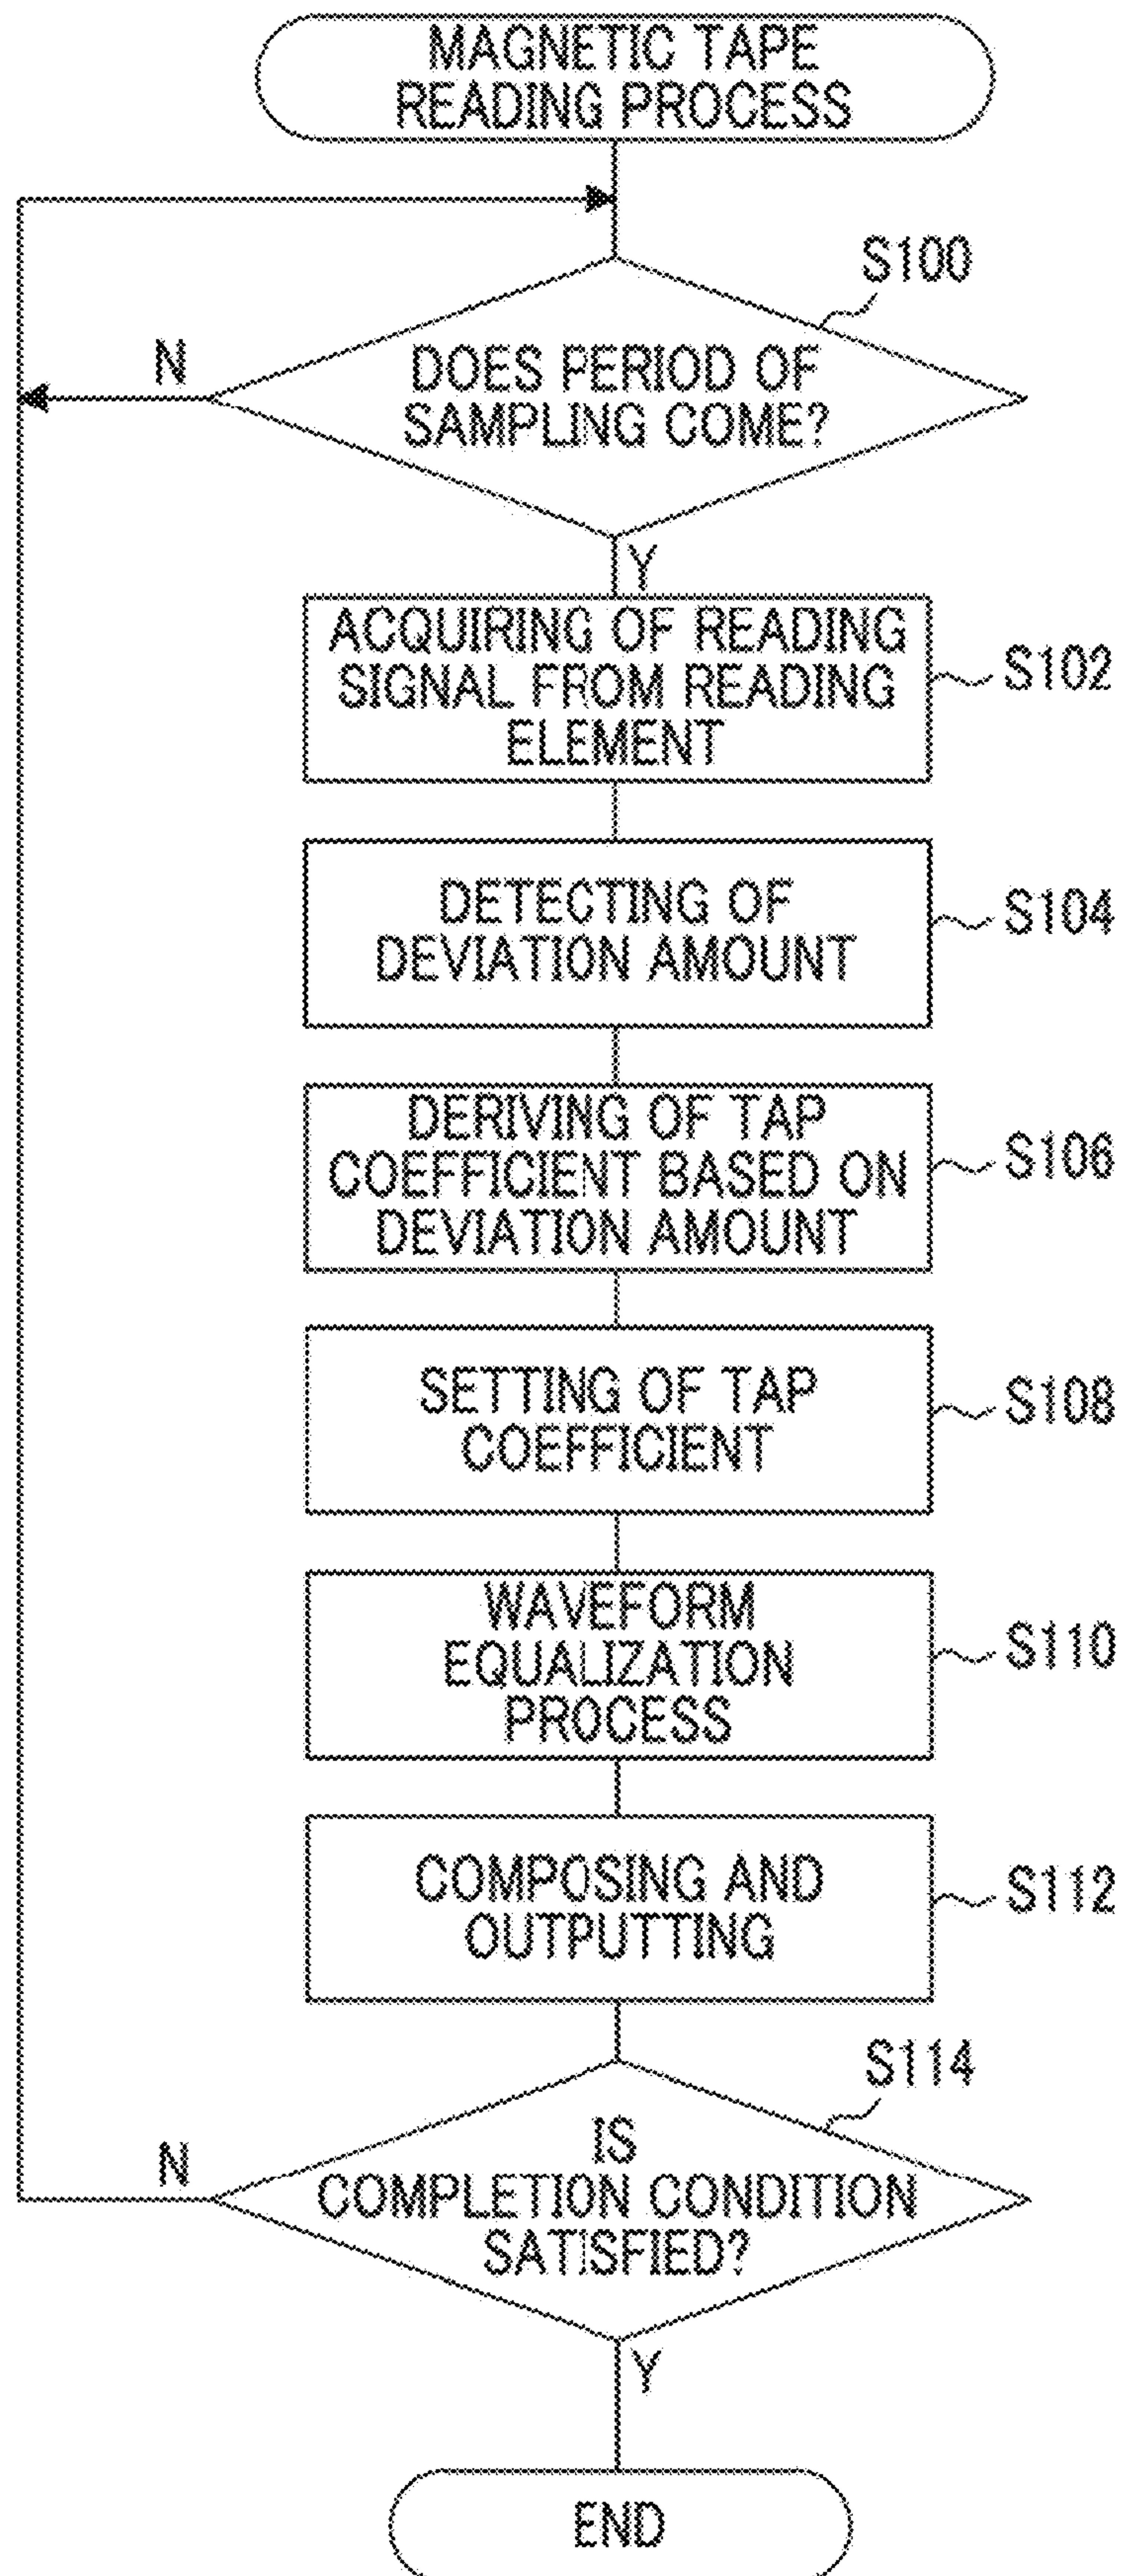 MAGNETIC TAPE
READING PROCESS
S100
N
DOES PERIOD OF
SAMPLING COME?
Y
ACQUIRING OF READING
SIGNAL FROM READING
ELEMENT
S102
DETECTING OF
DEVIATION AMOUNT
S104
DERIVING OF TAP
COEFFICIENT BASED ON
DEVIATION AMOUNT
S106
SETTING OF TAP
COEFFICIENT
S108
WAVEFORM
EQUALIZATION
PROCESS
S110
COMPOSING AND
OUTPUTTING
S112
S114
N
IS
COMPLETION CONDITION
SATISFIED?
Y
END